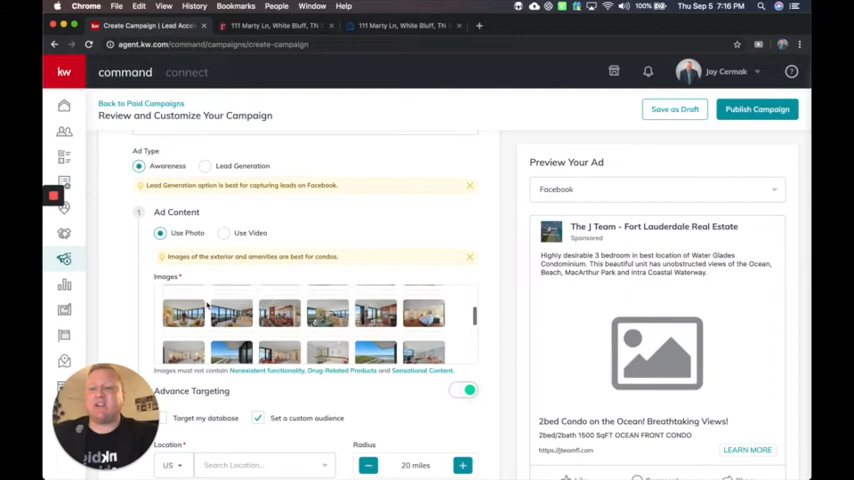 Chrome File Edit View History Bookmarks People Window Help
100% Thu Sep 5 7:16 PM
Create Campaign | Lead Accel
111 Marty Ln, White Bluff, TN
111 Marty Ln, White Bluff, TN
agent.kw.com/command/campaigns/create-campaign
kw command connect
Jay Cermak
Back to Paid Campaigns
Review and Customize Your Campaign
Save as Draft
Publish Campaign
Ad Type
Awareness Lead Generation
Lead Generation option is best for capturing leads on Facebook.
1 Ad Content
Use Photo Use Video
Images of the exterior and amenities are best for condos.
Images*
Images must not contain Nonexistent functionality, Drug-Related Products and Sensational Content.
Advance Targeting
Target my database Set a custom audience
Location* Radius
US Search Location... 20 miles
Preview Your Ad
Facebook
The J Team - Fort Lauderdale Real Estate
Sponsored
Highly desirable 3 bedroom in best location of Water Glades
Condominium. This beautiful unit has unobstructed views of the Ocean,
Beach, MacArthur Park and Intra Coastal Waterway.
2bed Condo on the Ocean! Breathtaking Views!
2bd/2bath 1500 SqFT OCEAN FRONT CONDO
https://teamfl.com
LEARN MORE